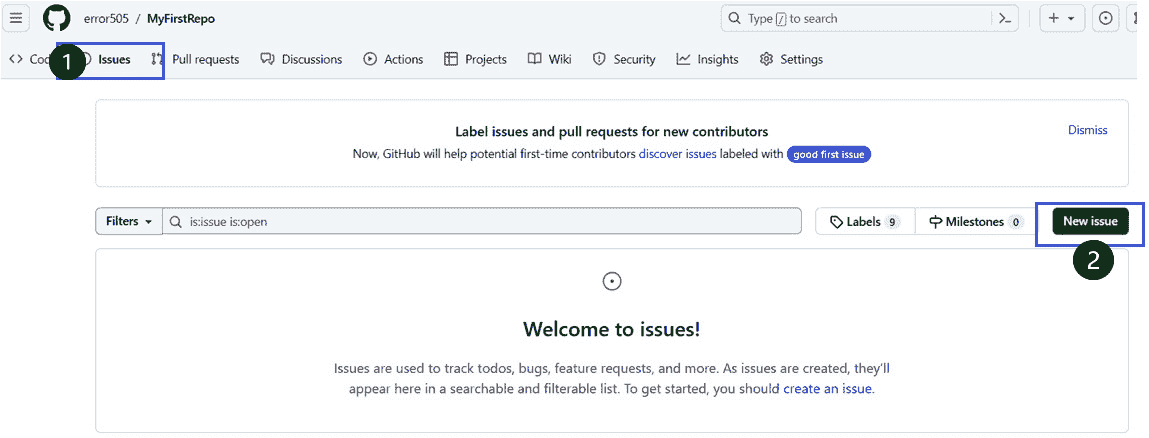 error505 / MyFirstRepo
Type / to search
1
Issues
Pull requests
Discussions
Actions
Projects
Wiki
Security
Insights
Settings
Label issues and pull requests for new contributors
Dismiss
Now, GitHub will help potential first-time contributors discover issues labeled with good first issue
Filters
is:issue is:open
Labels 9
Milestones 0
New issue
2
Welcome to issues!
Issues are used to track todos, bugs, feature requests, and more. As issues are created, they'll
appear here in a searchable and filterable list. To get started, you should create an issue.